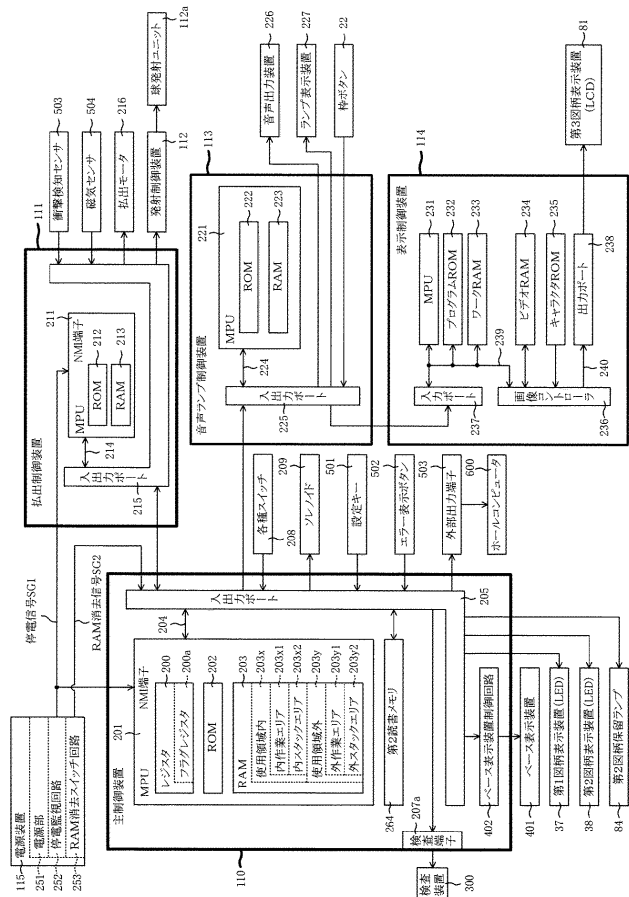 115
電源装置
251
電源部
252
停電監視回路
253
RAM消去スイッチ回路
停電信号SG1
RAM消去信号SG2
111
払出制御装置
211
MPU
NMI端子
ROM
212
RAM
213
214
入出力ポート
215
衝撃検知センサ
503
磁気センサ
504
払出モータ
216
発射制御装置
112
球発射ユニット
112a
110
主制御装置
201
MPU
NMI端子
レジスタ
200
フラグレジスタ
200a
ROM
202
RAM
203
使用領域内
203x
内作業エリア
203x1
内スタックエリア
203x2
使用領域外
203y
外作業エリア
203y1
外スタックエリア
203y2
204
入出力ポート
205
第2読書メモリ
264
207a
検査端子
検査装置
300
各種スイッチ
208
ソレノイド
209
設定キー
501
エラー表示ボタン
502
外部出力端子
503
ホールコンピュータ
600
ベース表示装置制御回路
402
ベース表示装置
401
第1図柄表示装置(LED)
37
第2図柄表示装置(LED)
38
第2図柄保留ランプ
84
113
音声ランプ制御装置
221
MPU
ROM
222
RAM
223
224
入出力ポート
225
音声出力装置
226
ランプ表示装置
227
枠ボタン
22
114
表示制御装置
MPU
231
プログラムROM
232
ワークRAM
233
ビデオRAM
234
キャラクタROM
235
出力ポート
238
239
240
入力ポート
237
画像コントローラ
236
第3図柄表示装置
(LCD)
81